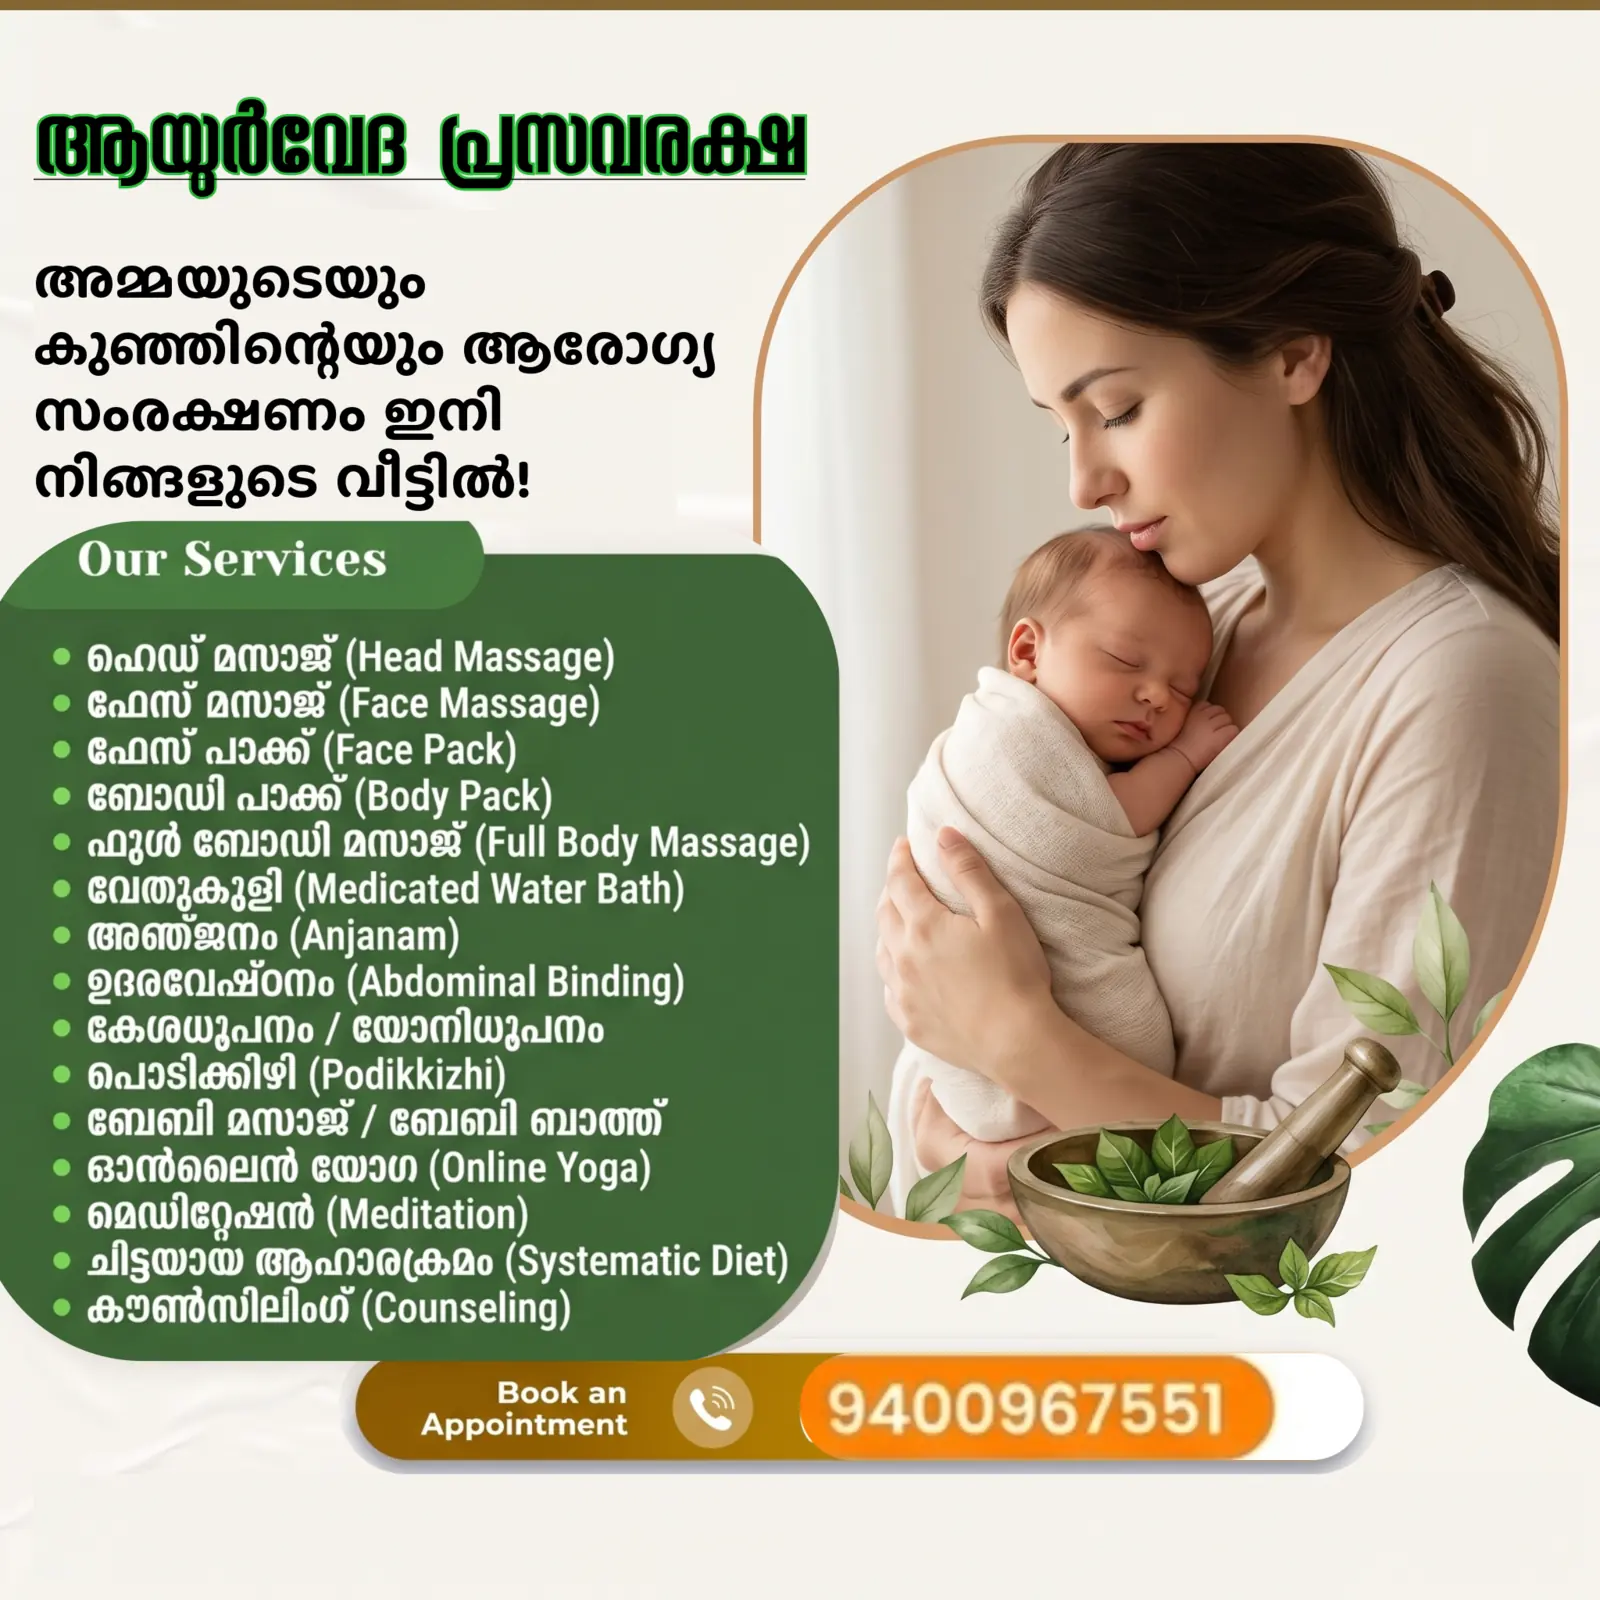 ആയുർവേദ പ്രസവരക്ഷ
അമ്മയുടെയും
കുഞ്ഞിന്റെയും ആരോഗ്യ
സംരക്ഷണം ഇനി
നിങ്ങളുടെ വീട്ടിൽ!
Our Services
• ഹെഡ് മസാജ് (Head Massage)
• ഫേസ് മസാജ് (Face Massage)
• ഫേസ് പാക്ക് (Face Pack)
• ബോഡി പാക്ക് (Body Pack)
• ഫുൾ ബോഡി മസാജ് (Full Body Massage)
• വേതുകുളി (Medicated Water Bath)
• അഞ്ജനം (Anjanam)
• ഉദരവേഷ്ഠനം (Abdominal Binding)
• കേശധൂപനം / യോനിധൂപനം
• പൊടിക്കിഴി (Podikkizhi)
• ബേബി മസാജ് / ബേബി ബാത്ത്
• ഓൻലൈൻ യോഗ (Online Yoga)
• മെഡിറ്റേഷൻ (Meditation)
• ചിട്ടയായ ആഹാരക്രമം (Systematic Diet)
• കൗൺസിലിംഗ് (Counseling)
Book an
Appointment
9400967551